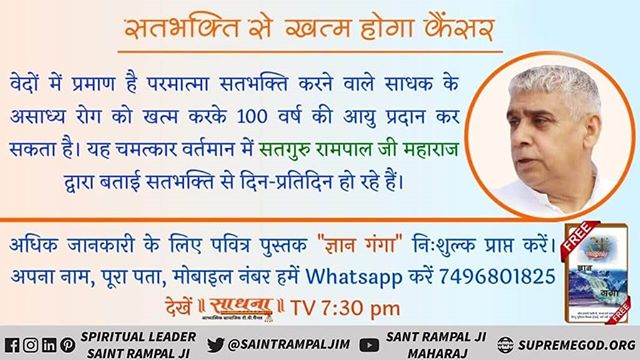 सतभक्ति से खत्म होगा कैंसर
वेदों में प्रमाण है परमात्मा सतभक्ति करने वाले साधक के
असाध्य रोग को खत्म करके 100 वर्ष की आयु प्रदान कर
सकता है। यह चमत्कार वर्तमान में सतगुरु रामपाल जी महाराज
द्वारा बताई सतभक्ति से दिन-प्रतिदिन हो रहे हैं।
अधिक जानकारी के लिए पवित्र पुस्तक "ज्ञान गंगा" निःशुल्क प्राप्त करें।
अपना नाम, पूरा पता, मोबाइल नंबर हमें Whatsapp करें 7496801825
देखें ॥ साधना ॥ TV 7:30 pm
FREE
ज्ञान
गंगा
FREE
SPIRITUAL LEADER
SAINT RAMPAL JI
@SAINTRAMPALJIM
SANT RAMPAL JI
MAHARAJ
SUPREMEGOD.ORG